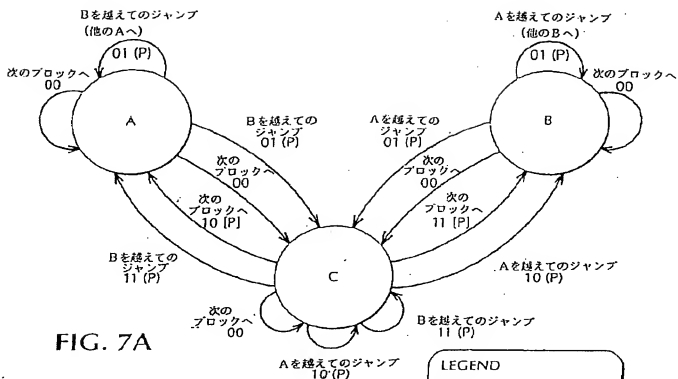 Bを越えてのジャンプ
(他のAへ)
01 (P)
次のブロックへ
00
A
Aを越えてのジャンプ
(他のBへ)
01 (P)
次のブロックへ
00
B
Bを越えての
ジャンプ
01 (P)
次の
ブロックへ
00
次の
ブロックへ
10 [P]
Bを越えての
ジャンプ
11 (P)
Aを越えての
ジャンプ
01 (P)
次の
ブロックへ
00
次の
ブロックへ
11 [P]
Aを越えてのジャンプ
10 (P)
C
次の
ブロックへ
00
Aを越えてのジャンプ
10 (P)
Bを越えてのジャンプ
11 (P)
FIG. 7A
LEGEND